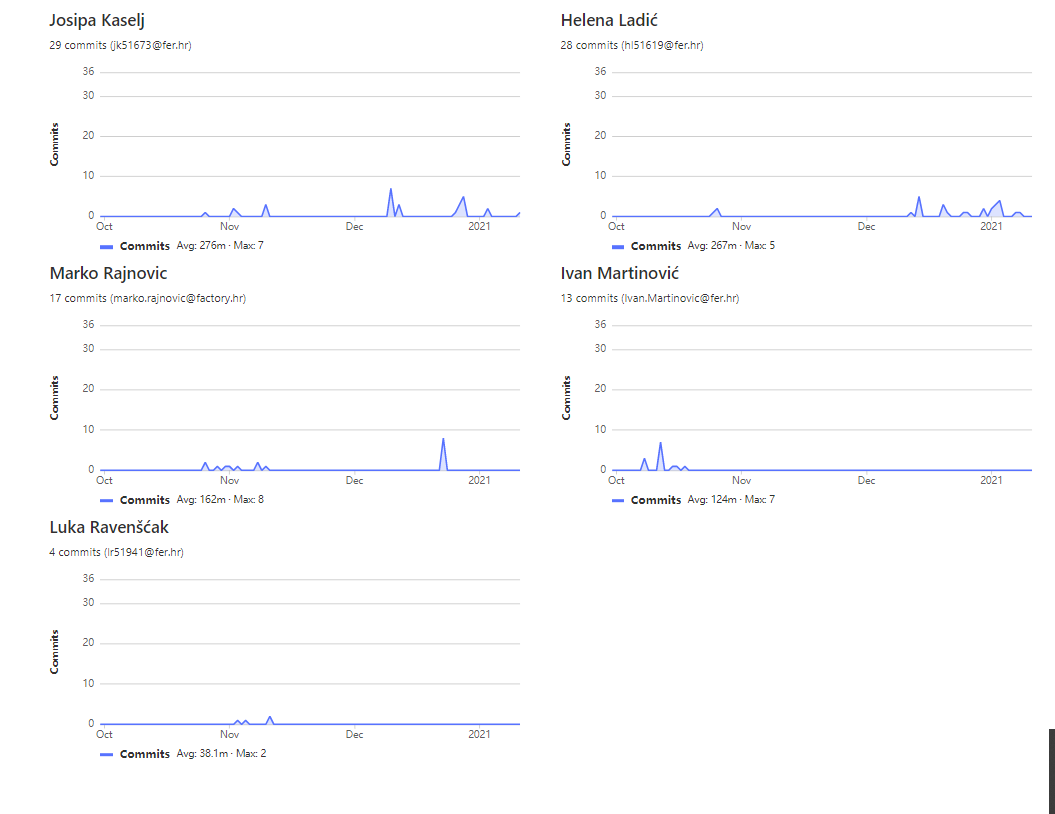 Josipa Kaselj
29 commits (jk51673@fer.hr)
36
30
20
10
0
Commits
Oct Nov Dec 2021
Commits Avg: 276m · Max: 7
Helena Ladić
28 commits (hl51619@fer.hr)
36
30
20
10
0
Commits
Oct Nov Dec 2021
Commits Avg: 267m · Max: 5
Marko Rajnovic
17 commits (marko.rajnovic@factory.hr)
36
30
20
10
0
Commits
Oct Nov Dec 2021
Commits Avg: 162m · Max: 8
Ivan Martinović
13 commits (Ivan.Martinovic@fer.hr)
36
30
20
10
0
Commits
Oct Nov Dec 2021
Commits Avg: 124m · Max: 7
Luka Ravenšćak
4 commits (lr51941@fer.hr)
36
30
20
10
0
Commits
Oct Nov Dec 2021
Commits Avg: 38.1m · Max: 2